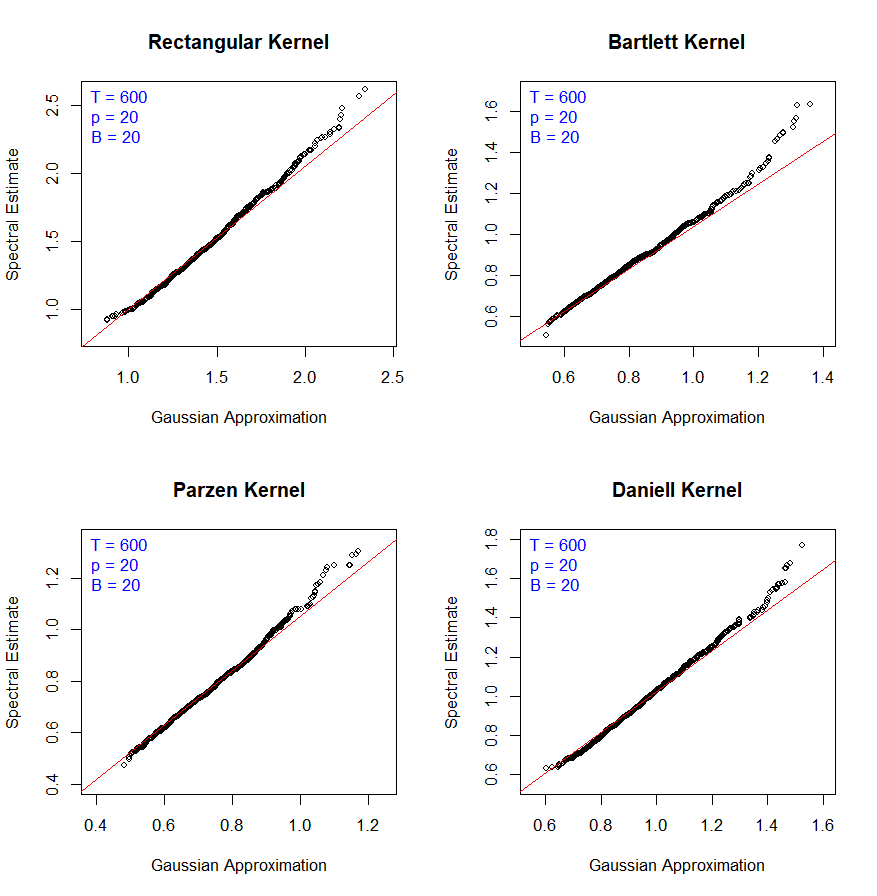 Rectangular Kernel
T = 600
p = 20
B = 20
Spectral Estimate
2.5
2.0
1.5
1.0
1.0 1.5 2.0 2.5
Gaussian Approximation
Bartlett Kernel
T = 600
p = 20
B = 20
Spectral Estimate
1.6
1.4
1.2
1.0
0.8
0.6
0.6 0.8 1.0 1.2 1.4
Gaussian Approximation
Parzen Kernel
T = 600
p = 20
B = 20
Spectral Estimate
1.2
1.0
0.8
0.6
0.4
0.4 0.6 0.8 1.0 1.2
Gaussian Approximation
Daniell Kernel
T = 600
p = 20
B = 20
Spectral Estimate
1.8
1.6
1.4
1.2
1.0
0.8
0.6
0.6 0.8 1.0 1.2 1.4 1.6
Gaussian Approximation